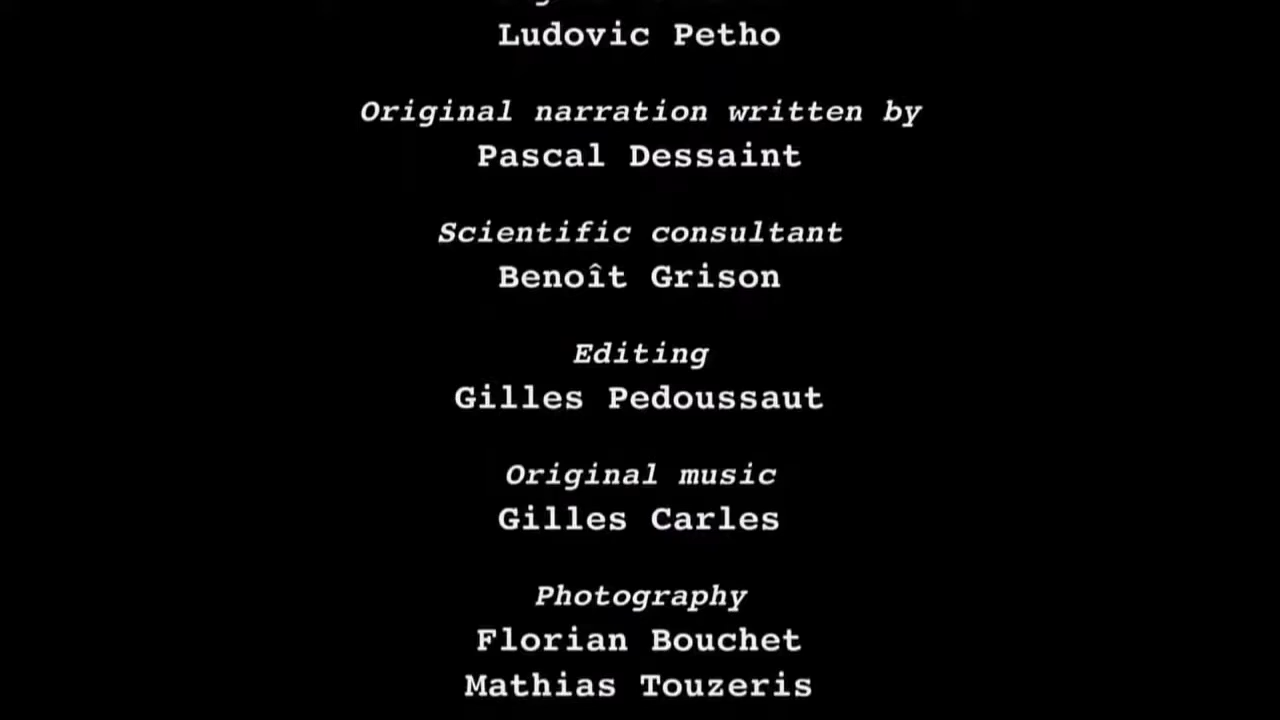 Ludovic Petho
Original narration written by
Pascal Dessaint
Scientific consultant
Benoît Grison
Editing
Gilles Pedoussaut
Original music
Gilles Carles
Photography
Florian Bouchet
Mathias Touzeris